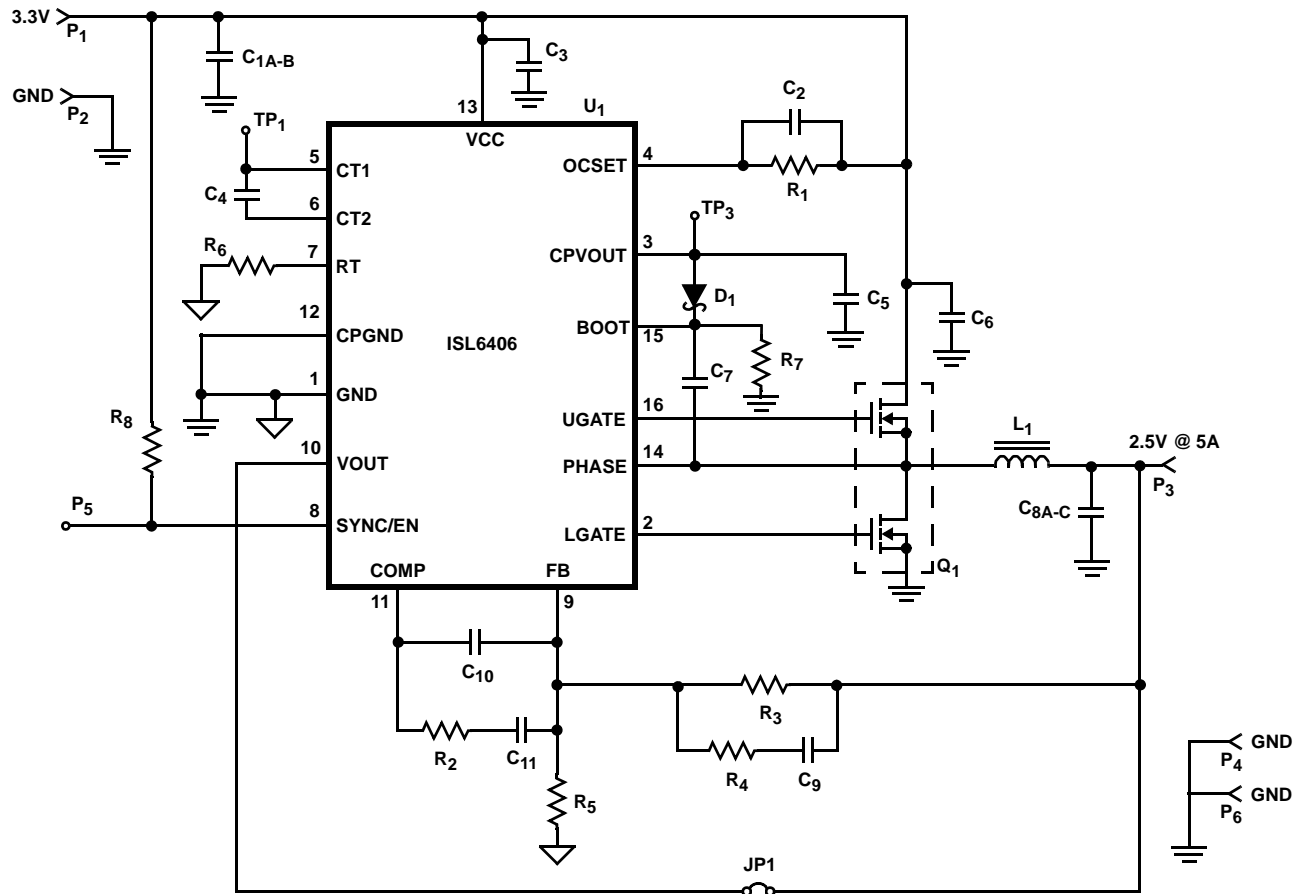 3.3V
P1
C1A-B
C3
GND
P2
13
U1
C2
TP1
VCC
5
CT1
OCSET
4
R1
C4
6
CT2
TP3
R6
7
RT
CPVOUT
3
D1
C5
12
CPGND
ISL6406
BOOT
15
C6
R7
C7
1
GND
UGATE
16
R8
L1
2.5V @ 5A
10
VOUT
PHASE
14
P3
P5
C8A-C
8
SYNC/EN
LGATE
2
COMP
FB
Q1
11
9
C10
R3
R2
C11
R4
C9
GND
P4
R5
GND
P6
JP1